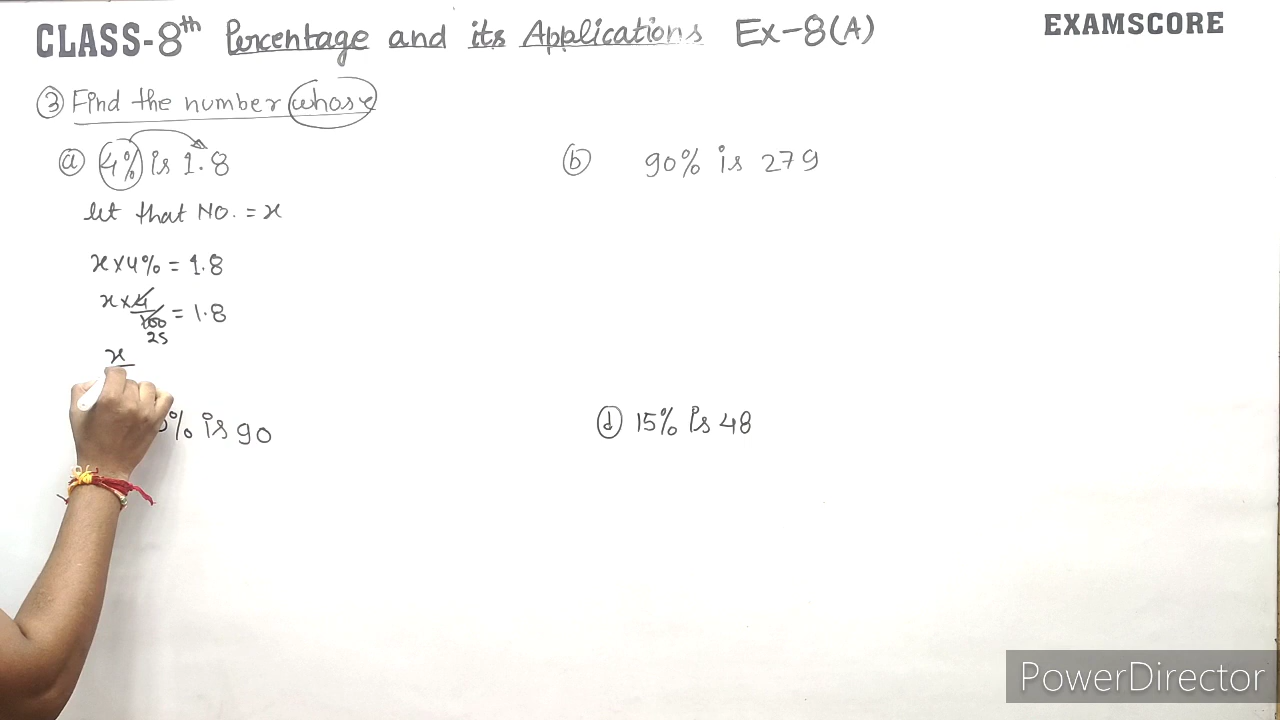 CLASS-8th Percentage and its Applications Ex-8(A)
EXAMSCORE
③ Find the number whose
ⓐ 4% is 1.8
let that NO. = x
x×4% = 1.8
x×4/100 = 1.8
25
x
ⓑ 90% is 279
% is 90
ⓓ 15% is 48
PowerDirector